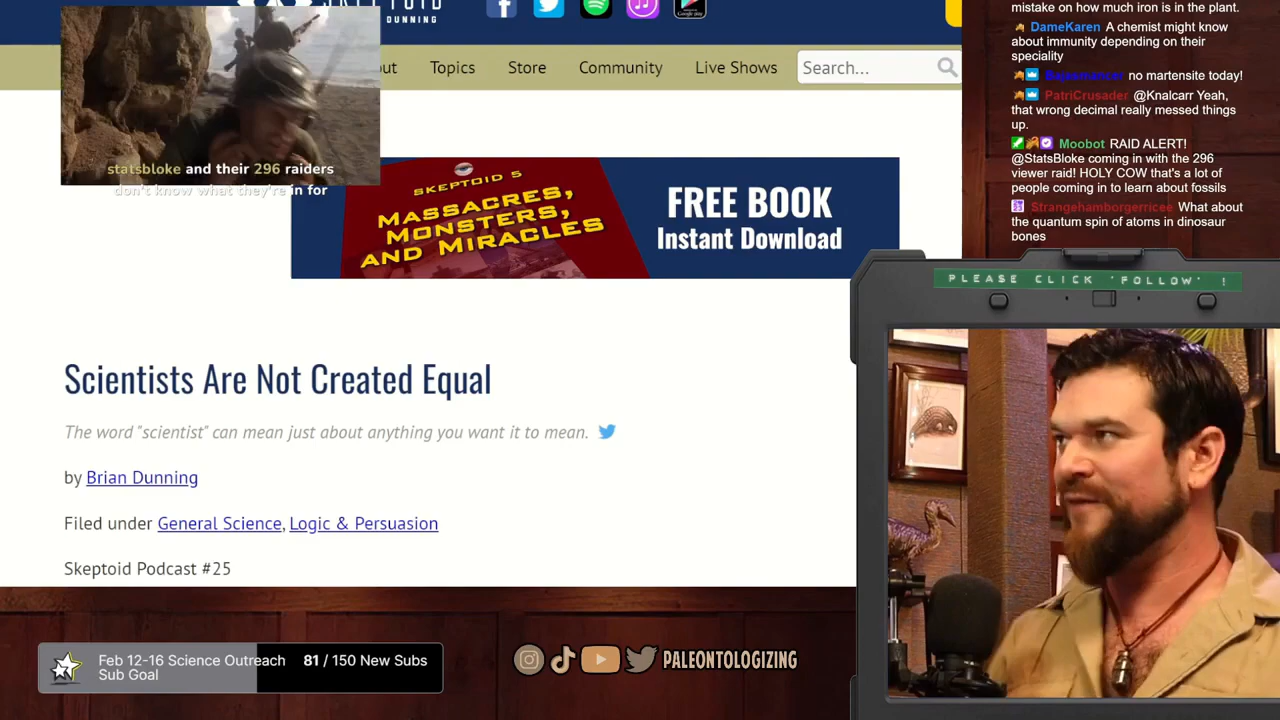 SKEPTOID
DUNNING
out
Topics
Store
Community
Live Shows
Search...
statsbloke and their 296 raiders
don't know what they're in for
SKEPTOID 5
MASSACRES,
MONSTERS,
AND MIRACLES
FREE BOOK
Instant Download
Scientists Are Not Created Equal
The word "scientist" can mean just about anything you want it to mean.
by Brian Dunning
Filed under General Science, Logic & Persuasion
Skeptoid Podcast #25
mistake on how much iron is in the plant.
DameKaren A chemist might know
about immunity depending on their
speciality
no martensite today!
PatriCrusader @Knalcarr Yeah,
that wrong decimal really messed things
up.
Moobot RAID ALERT!
@StatsBloke coming in with the 296
viewer raid! HOLY COW that's a lot of
people coming in to learn about fossils
Strangehamborgerricee What about
the quantum spin of atoms in dinosaur
bones
PLEASE CLICK 'FOLLOW' !
Feb 12-16 Science Outreach
Sub Goal
81 / 150 New Subs
PALEONTOLOGIZING